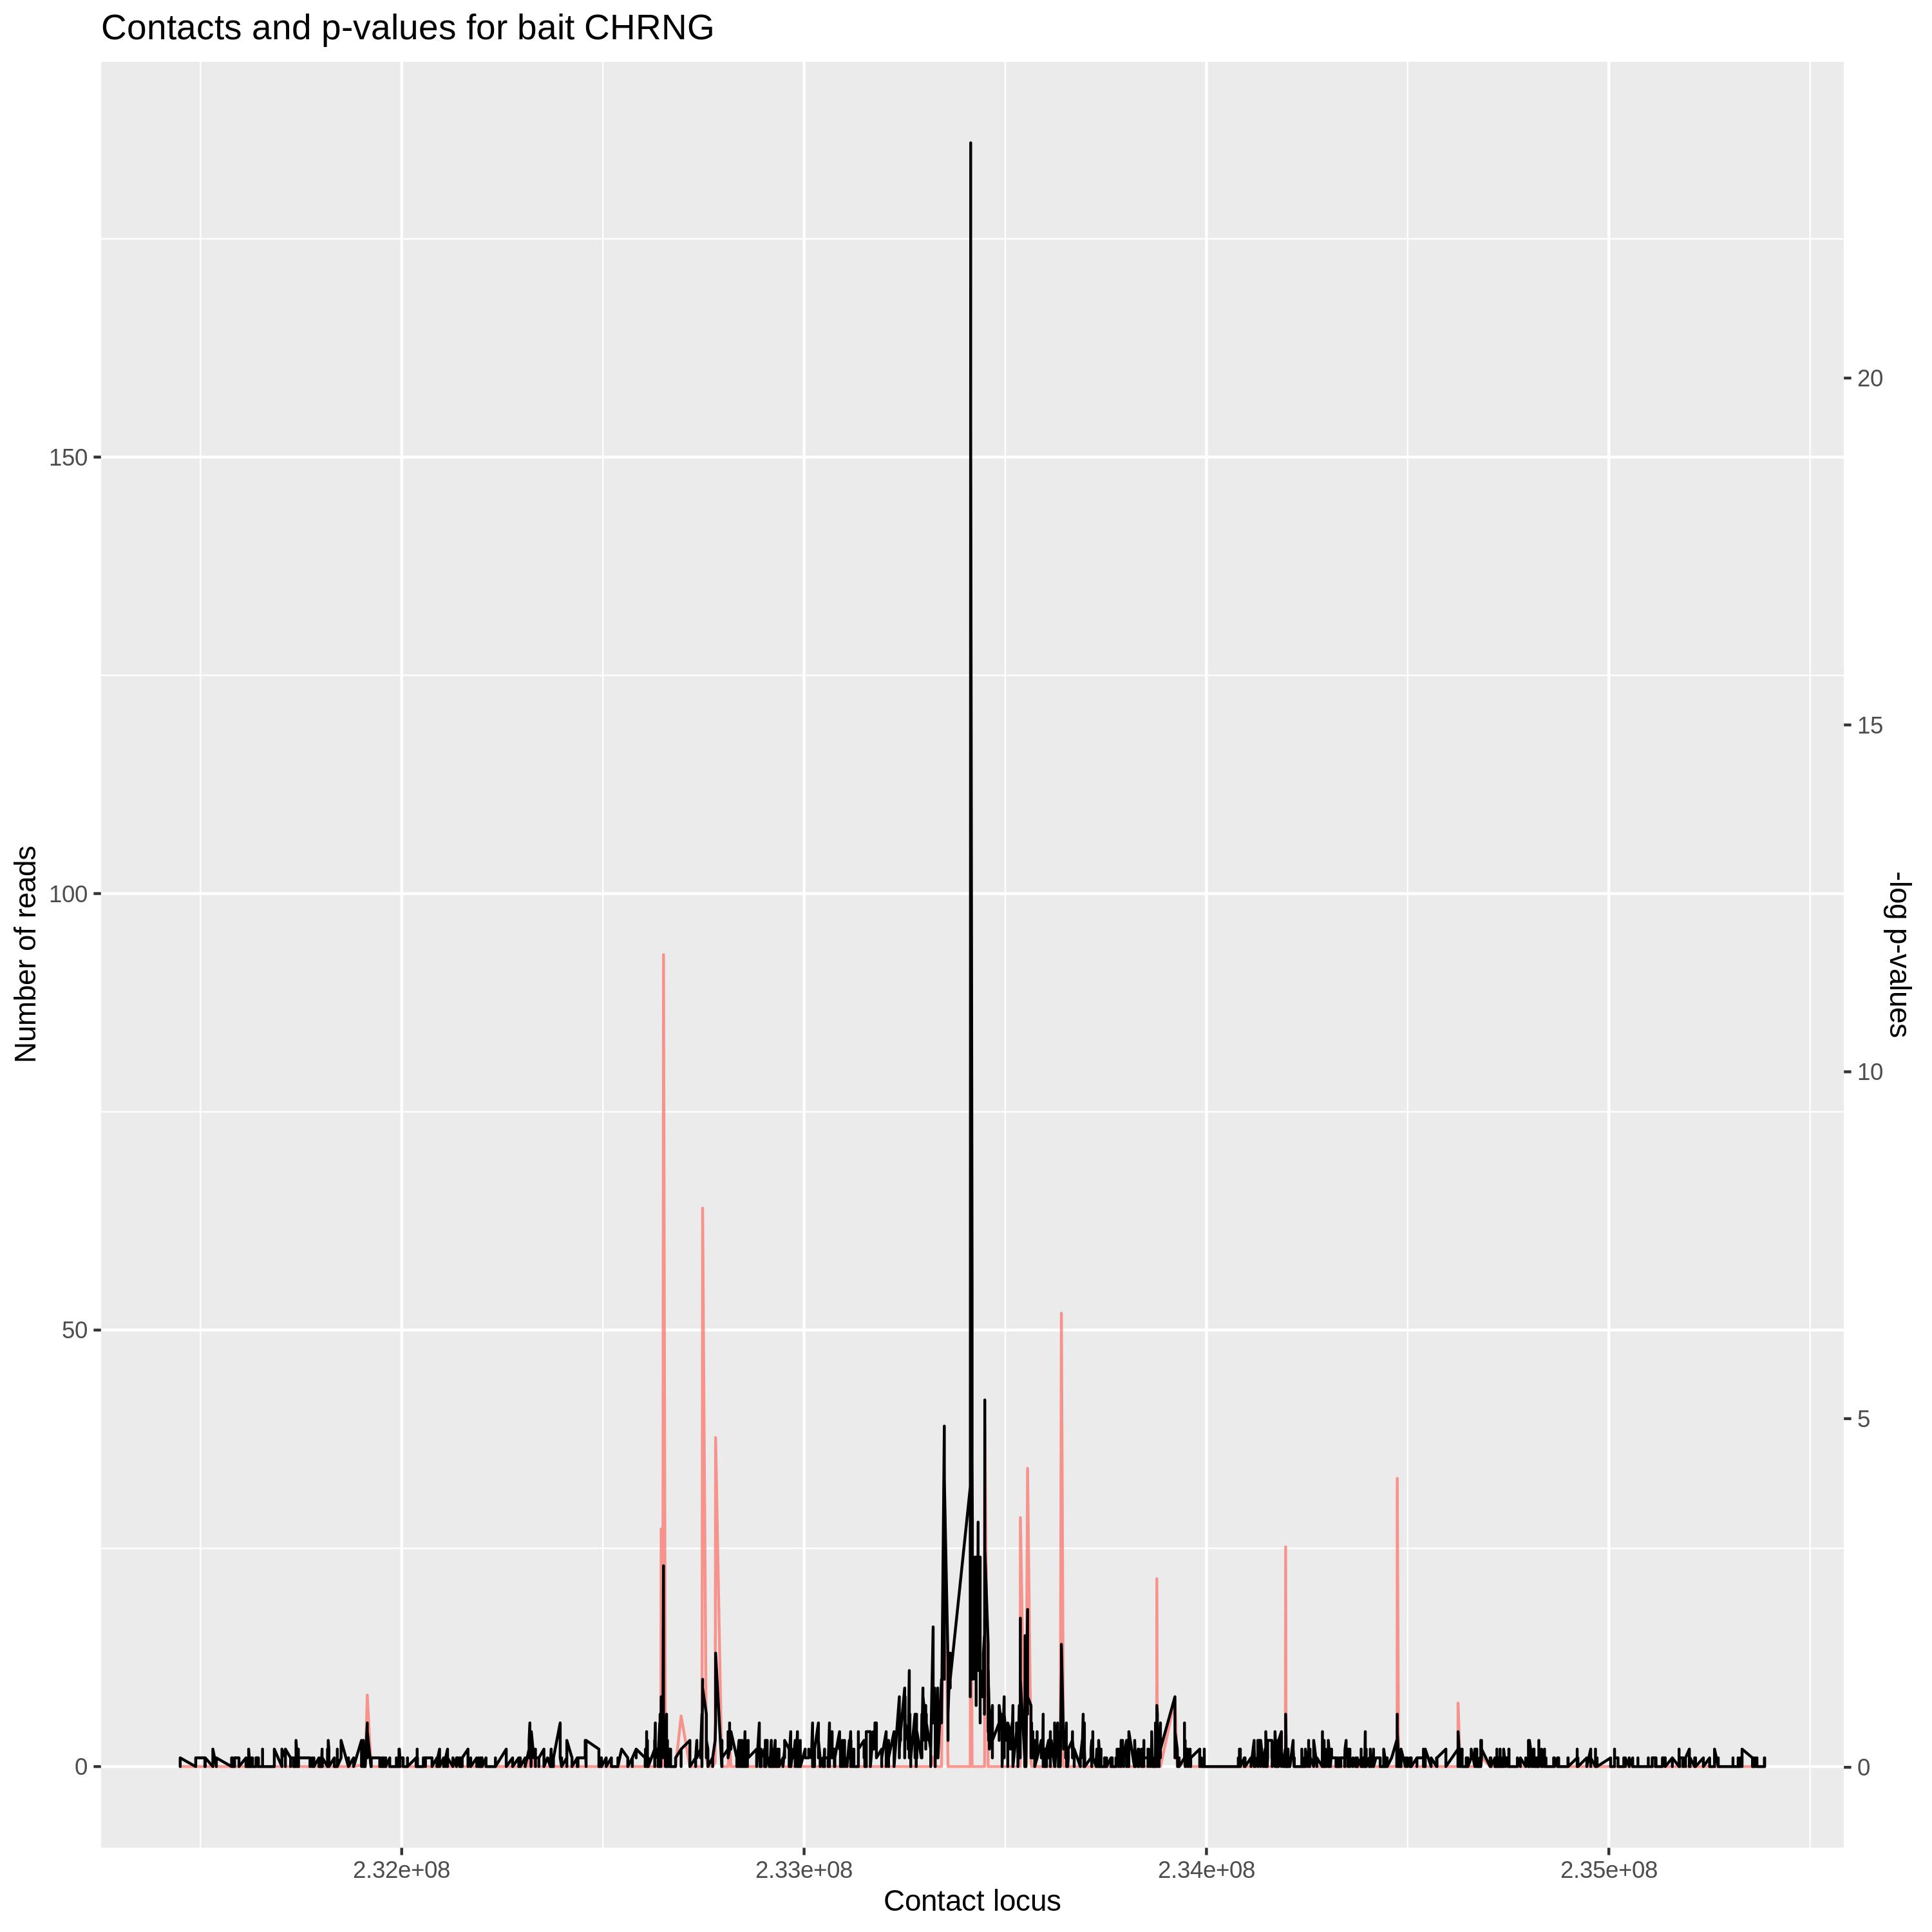 Contacts and p-values for bait CHRNG
Number of reads
150
100
50
0
20
15
10
5
0
-log p-values
2.32e+08
2.33e+08
2.34e+08
2.35e+08
Contact locus